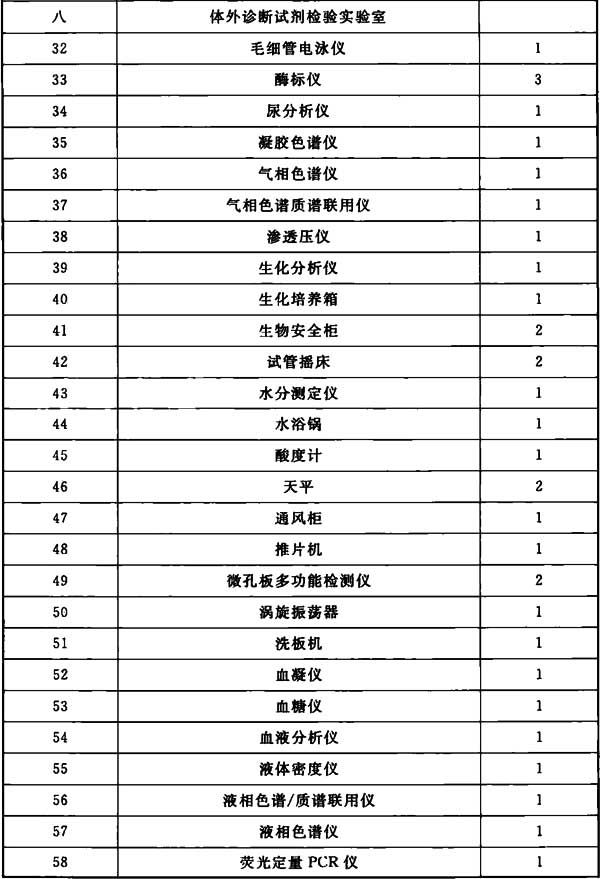 八 体外诊断试剂检验实验室
32 毛细管电泳仪 1
33 酶标仪 3
34 尿分析仪 1
35 凝胶色谱仪 1
36 气相色谱仪 1
37 气相色谱质谱联用仪 1
38 渗透压仪 1
39 生化分析仪 1
40 生化培养箱 1
41 生物安全柜 2
42 试管摇床 2
43 水分测定仪 1
44 水浴锅 1
45 酸度计 1
46 天平 2
47 通风柜 1
48 推片机 1
49 微孔板多功能检测仪 2
50 涡旋振荡器 1
51 洗板机 1
52 血凝仪 1
53 血糖仪 1
54 血液分析仪 1
55 液体密度仪 1
56 液相色谱/质谱联用仪 1
57 液相色谱仪 1
58 荧光定量 PCR 仪 1